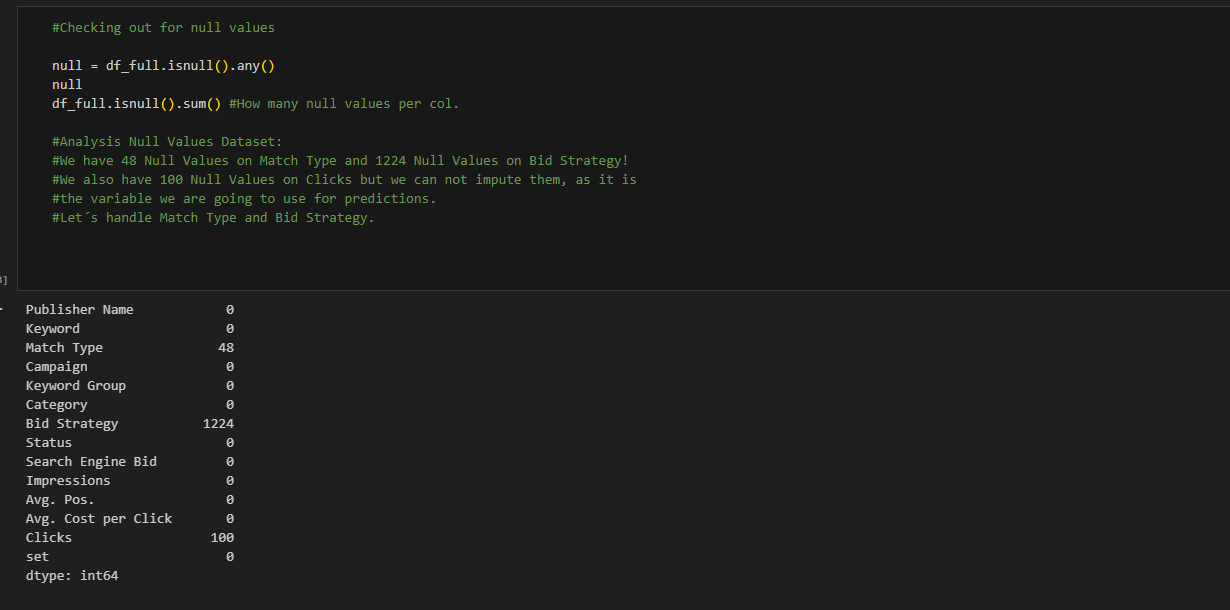 #Checking out for null values
null = df_full.isnull().any()
null
df_full.isnull().sum() #How many null values per col.
#Analysis Null Values Dataset:
#We have 48 Null Values on Match Type and 1224 Null Values on Bid Strategy!
#We also have 100 Null Values on Clicks but we can not impute them, as it is
#the variable we are going to use for predictions.
#Let´s handle Match Type and Bid Strategy.
]
Publisher Name 0
Keyword 0
Match Type 48
Campaign 0
Keyword Group 0
Category 0
Bid Strategy 1224
Status 0
Search Engine Bid 0
Impressions 0
Avg. Pos. 0
Avg. Cost per Click 0
Clicks 100
set 0
dtype: int64